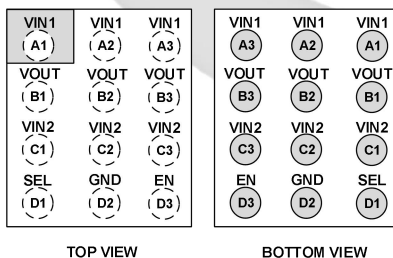 VIN1 VIN1 VIN1
A1 A2 A3
VOUT VOUT VOUT
B1 B2 B3
VIN2 VIN2 VIN2
C1 C2 C3
SEL GND EN
D1 D2 D3
TOP VIEW
VIN1 VIN1 VIN1
A3 A2 A1
VOUT VOUT VOUT
B3 B2 B1
VIN2 VIN2 VIN2
C3 C2 C1
EN GND SEL
D3 D2 D1
BOTTOM VIEW